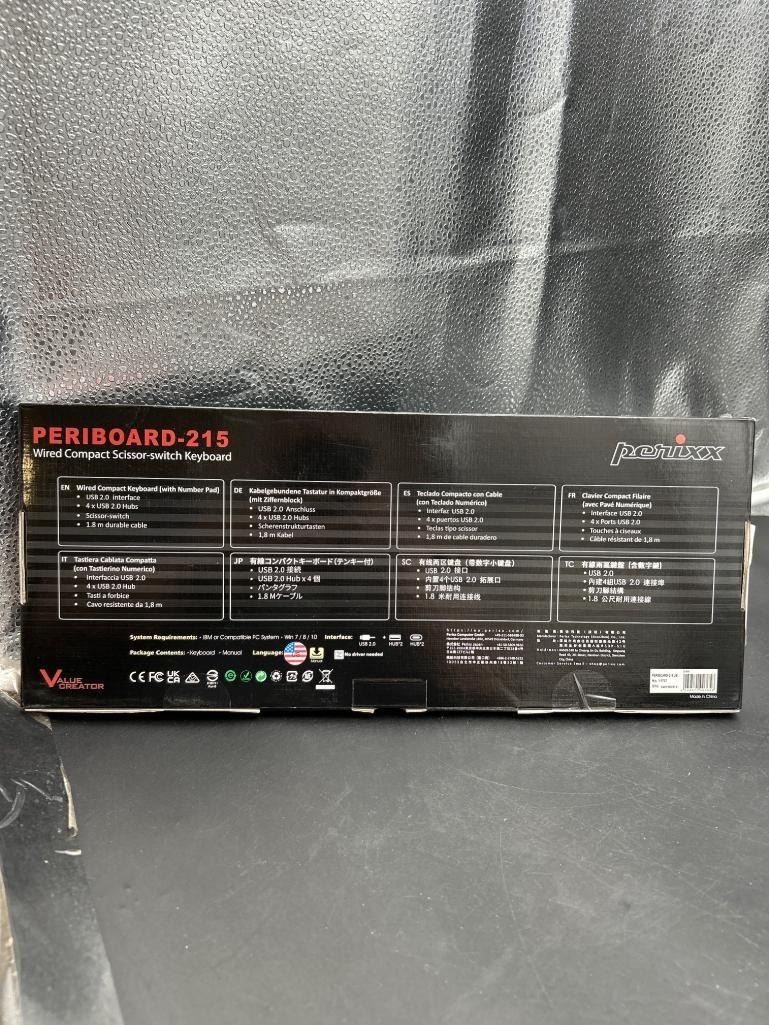 PERIBOARD-215
Wired Compact Scissor-switch Keyboard
perixx
EN Wired Compact Keyboard (with Number Pad)
• USB 2.0 interface
• 4 x USB 2.0 Hubs
• Scissor-switch
• 1.8 m durable cable
DE Kabelgebundene Tastatur in Kompaktgröße
(mit Ziffernblock)
• USB 2.0 Anschluss
• 4 x USB 2.0 Hubs
• Scherenstrukturtasten
• 1,8 m Kabel
ES Teclado Compacto con Cable
(con Teclado Numérico)
• Interfaz USB 2.0
• 4 x puertos USB 2.0
• Teclas tipo scissor
• 1,8 m de cable duradero
FR Clavier Compact Filaire
(avec Pavé Numérique)
• Interface USB 2.0
• 4 x Ports USB 2.0
• Touches à ciseaux
• Câble résistant de 1,8 m
IT Tastiera Cablata Compatta
(con Tastierino Numerico)
• Interfaccia USB 2.0
• 4 x USB 2.0 Hub
• Tasti a forbice
• Cavo resistente da 1,8 m
JP 有線コンパクトキーボード(テンキー付)
• USB 2.0 接続
• USB 2.0 Hub x 4 個
• パンタグラフ
• 1.8 Mケーブル
SC 有线两区键盘 (带数字小键盘)
• USB 2.0 接口
• 内置4个USB 2.0 拓展口
• 剪刀脚结构
• 1.8 米耐用连接线
TC 有線兩區鍵盤 (含數字鍵)
• USB 2.0
• 內建4組USB 2.0 連接埠
• 剪刀腳結構
• 1.8 公尺耐用連接線
System Requirements: • IBM or Compatible PC System • Win 7 / 8 / 10 Interface:
USB 2.0 + HUB*2 HUB*2
Package Contents: • Keyboard • Manual Language:
Manual
No driver needed
VALUE
CREATOR
CE FC UK
CA
Perixx Computer GmbH
Customer Service Email :
PERIBOARD-215
Made in China